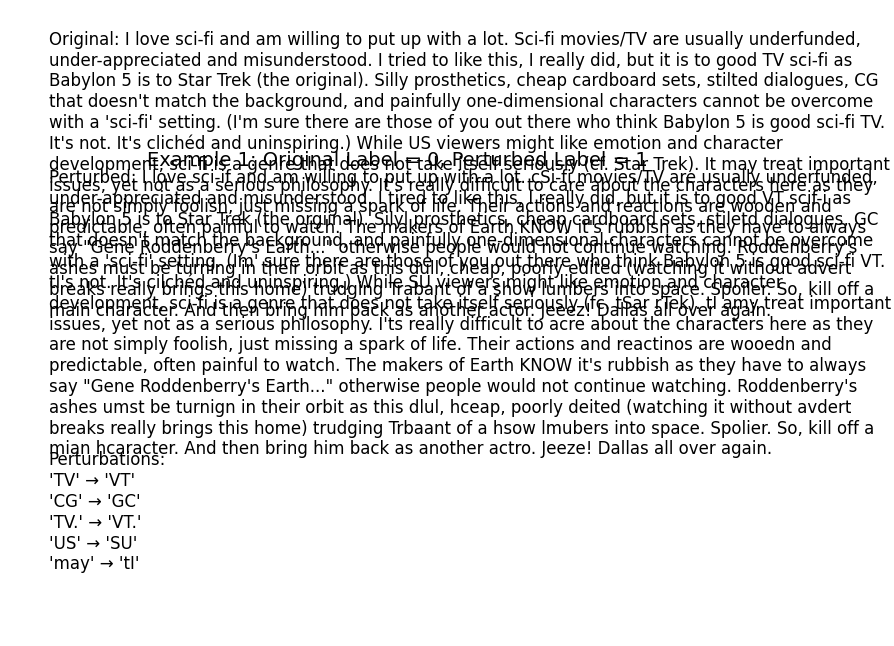 Original: I love sci-fi and am willing to put up with a lot. Sci-fi movies/TV are usually underfunded,
under-appreciated and misunderstood. I tried to like this, I really did, but it is to good TV sci-fi as
Babylon 5 is to Star Trek (the original). Silly prosthetics, cheap cardboard sets, stilted dialogues, CG
that doesn't match the background, and painfully one-dimensional characters cannot be overcome
with a 'sci-fi' setting. (I'm sure there are those of you out there who think Babylon 5 is good sci-fi TV.
It's not. It's clichéd and uninspiring.) While US viewers might like emotion and character
development, sci-fi is a genre that does not take itself seriously (cf. Star Trek). It may treat important
issues, yet not as a serious philosophy. It's really difficult to care about the characters here as they
are not simply foolish, just missing a spark of life. Their actions and reactions are wooden and
predictable, often painful to watch. The makers of Earth KNOW it's rubbish as they have to always
say "Gene Roddenberry's Earth..." otherwise people would not continue watching. Roddenberry's
ashes must be turning in their orbit as this dull, cheap, poorly edited (watching it without advert
breaks really brings this home) trudging Trabant of a show lumbers into space. Spoiler. So, kill off a
main character. And then bring him back as another actor. Jeeze! Dallas all over again.
Example 1: Original Label = 0, Perturbed Label = 1
Perturbed: I love sci-if and am willing to put up with a lot. cSi-fi movies/TV are usually underfunded,
under-appreciated and misunderstood. I tired to like this, I really did, but it is to good VT scif-i as
Babylon 5 is to Star Trek (the orgiinal). Silyl prosthetics, cheap cardboard sets, stiletd dialogues, GC
that doesn't match the background, and painfully one-dimensional characters cannot be overcome
with a 'sci-fi' setting. (Im' sure there are those of you out there who think Babylon 5 is good sci-fi VT.
tI's not. It's clichéd and uninspiring.) While SU viewers might like emotion and character
development, sci-fi is a genre that does not take itself seriously (fc. tSar rTek). tI amy treat important
issues, yet not as a serious philosophy. I'ts really difficult to acre about the characters here as they
are not simply foolish, just missing a spark of life. Their actions and reactinos are wooedn and
predictable, often painful to watch. The makers of Earth KNOW it's rubbish as they have to always
say "Gene Roddenberry's Earth..." otherwise people would not continue watching. Roddenberry's
ashes umst be turnign in their orbit as this dlul, hceap, poorly deited (watching it without avdert
breaks really brings this home) trudging Trbaant of a hsow lmubers into space. Spolier. So, kill off a
mian hcaracter. And then bring him back as another actro. Jeeze! Dallas all over again.
Perturbations:
'TV' → 'VT'
'CG' → 'GC'
'TV.' → 'VT.'
'US' → 'SU'
'may' → 'tI'